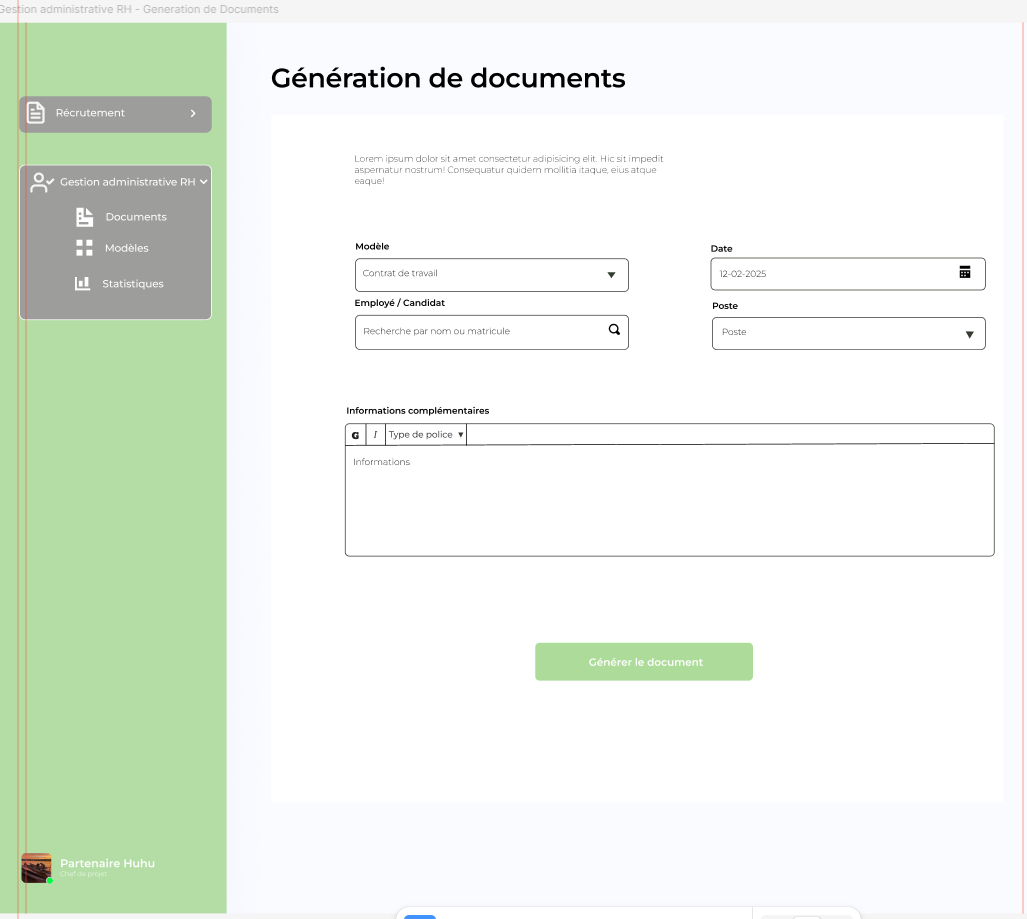 Gestion administrative RH - Generation de Documents
Génération de documents
Récrutement
Gestion administrative RH
Documents
Modèles
Statistiques
Lorem ipsum dolor sit amet consectetur adipisicing elit. Hic sit impedit
aspernatur nostrum! Consequatur quidem mollitia itaque, eius atque
eaque!
Modèle
Date
Contrat de travail
12-02-2025
Employé / Candidat
Poste
Recherche par nom ou matricule
Poste
Informations complémentaires
G I Type de police
Informations
Générer le document
Partenaire Huhu
Chef de projet